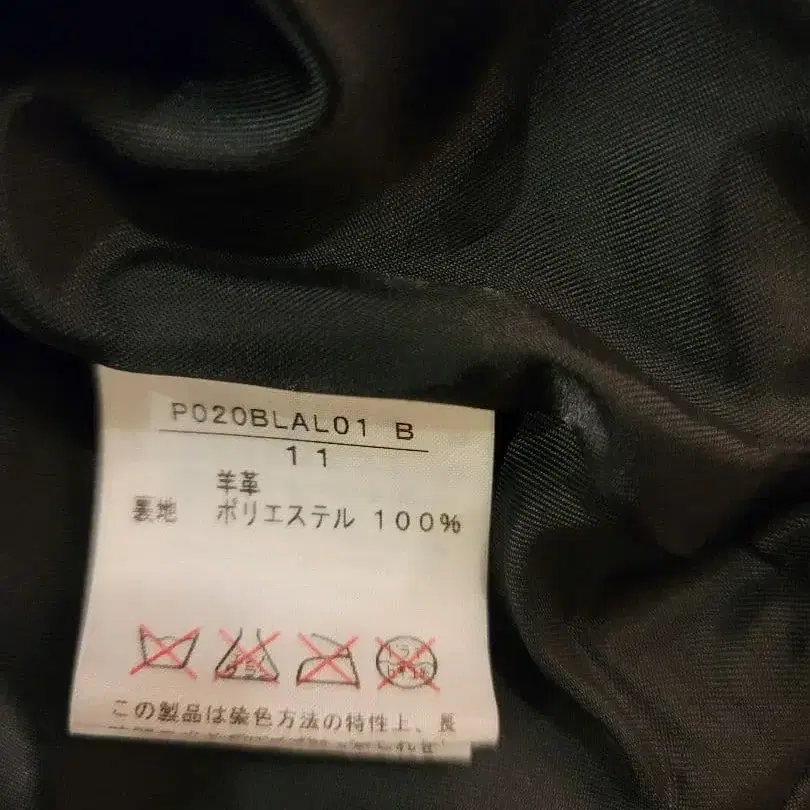 P020BLAL01 B
11
羊革
裏地 ポリエステル 100%
この製品は染色方法の特性上、長